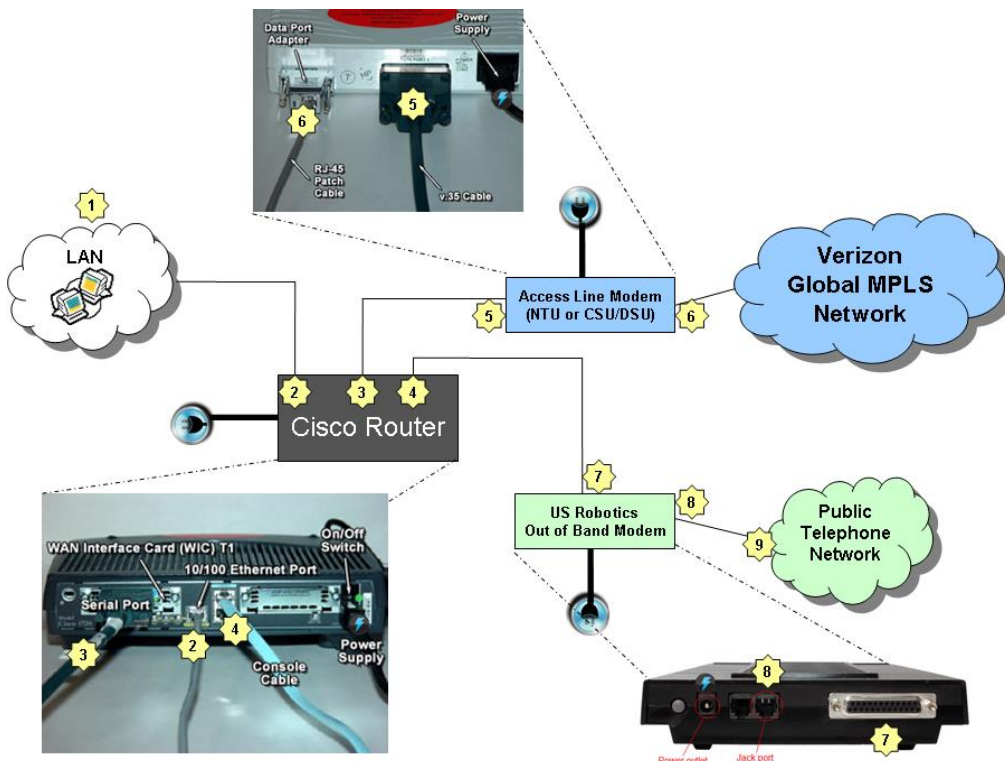 Data Port
Adapter
Power
Supply
5
6
RJ-45
Patch
Cable
v.35 Cable
1
LAN
Access Line Modem
(NTU or CSU/DSU)
5
6
Verizon
Global MPLS
Network
2
3
4
Cisco Router
7
8
US Robotics
Out of Band Modem
9
Public
Telephone
Network
WAN Interface Card (WIC) T1
On/Off
Switch
10/100 Ethernet Port
Serial Port
4
3
2
Console
Cable
Power
Supply
8
7
Power outlet
Jack port